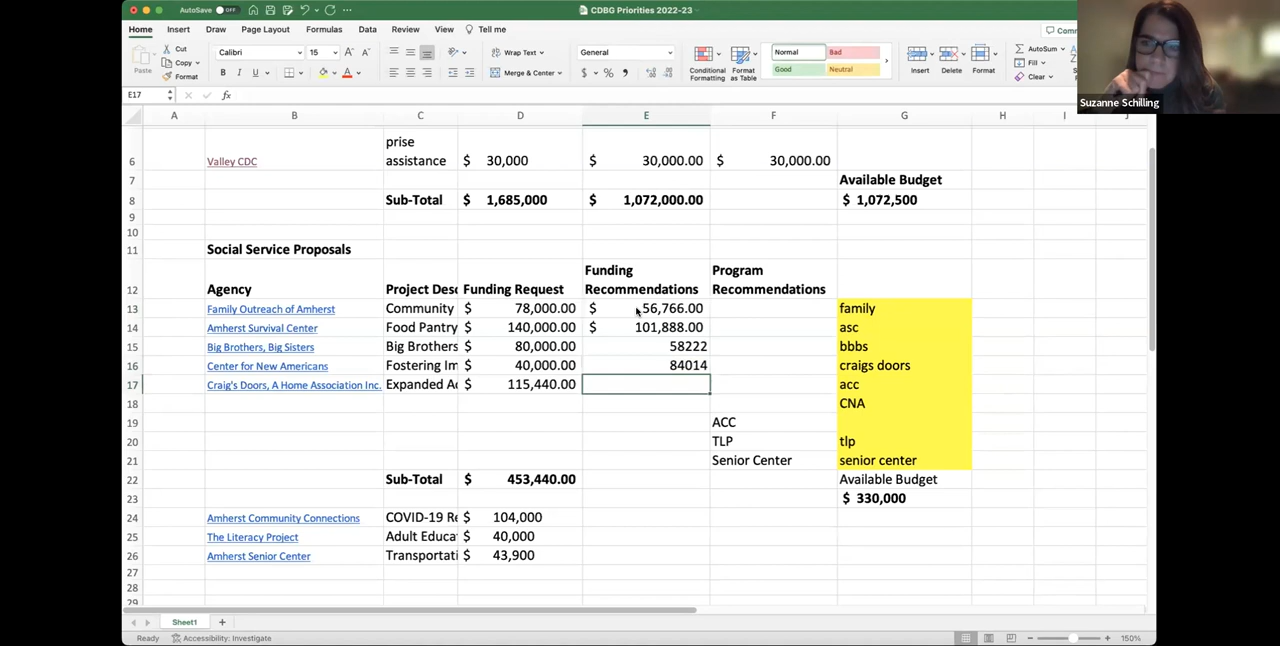 AutoSave OFF ... CDBG Priorities 2022-23
Home Insert Draw Page Layout Formulas Data Review View Tell me Comm
Paste Cut Copy Format Calibri 15 Wrap Text General Conditional Formatting Format as Table Normal Bad Good Neutral Insert Delete Format AutoSum Fill Clear
B I U Merge & Center $ %
Suzanne Schilling
E17 fx
A B C D E F G H I J
prise
6 Valley CDC assistance $ 30,000 $ 30,000.00 $ 30,000.00
7 Available Budget
8 Sub-Total $ 1,685,000 $ 1,072,000.00 $ 1,072,500
9
10
11 Social Service Proposals
Funding Program
12 Agency Project Desc Funding Request Recommendations Recommendations
13 Family Outreach of Amherst Community $ 78,000.00 $ 56,766.00 family
14 Amherst Survival Center Food Pantry $ 140,000.00 $ 101,888.00 asc
15 Big Brothers, Big Sisters Big Brothers $ 80,000.00 58222 bbbs
16 Center for New Americans Fostering Im $ 40,000.00 84014 craigs doors
17 Craig's Doors, A Home Association Inc. Expanded Ac $ 115,440.00 acc
18 CNA
19 ACC
20 TLP tlp
21 Senior Center senior center
22 Sub-Total $ 453,440.00 Available Budget
23 $ 330,000
24 Amherst Community Connections COVID-19 Re $ 104,000
25 The Literacy Project Adult Educa $ 40,000
26 Amherst Senior Center Transportati $ 43,900
27
28
29
Sheet1 +
Ready Accessibility: Investigate 150%